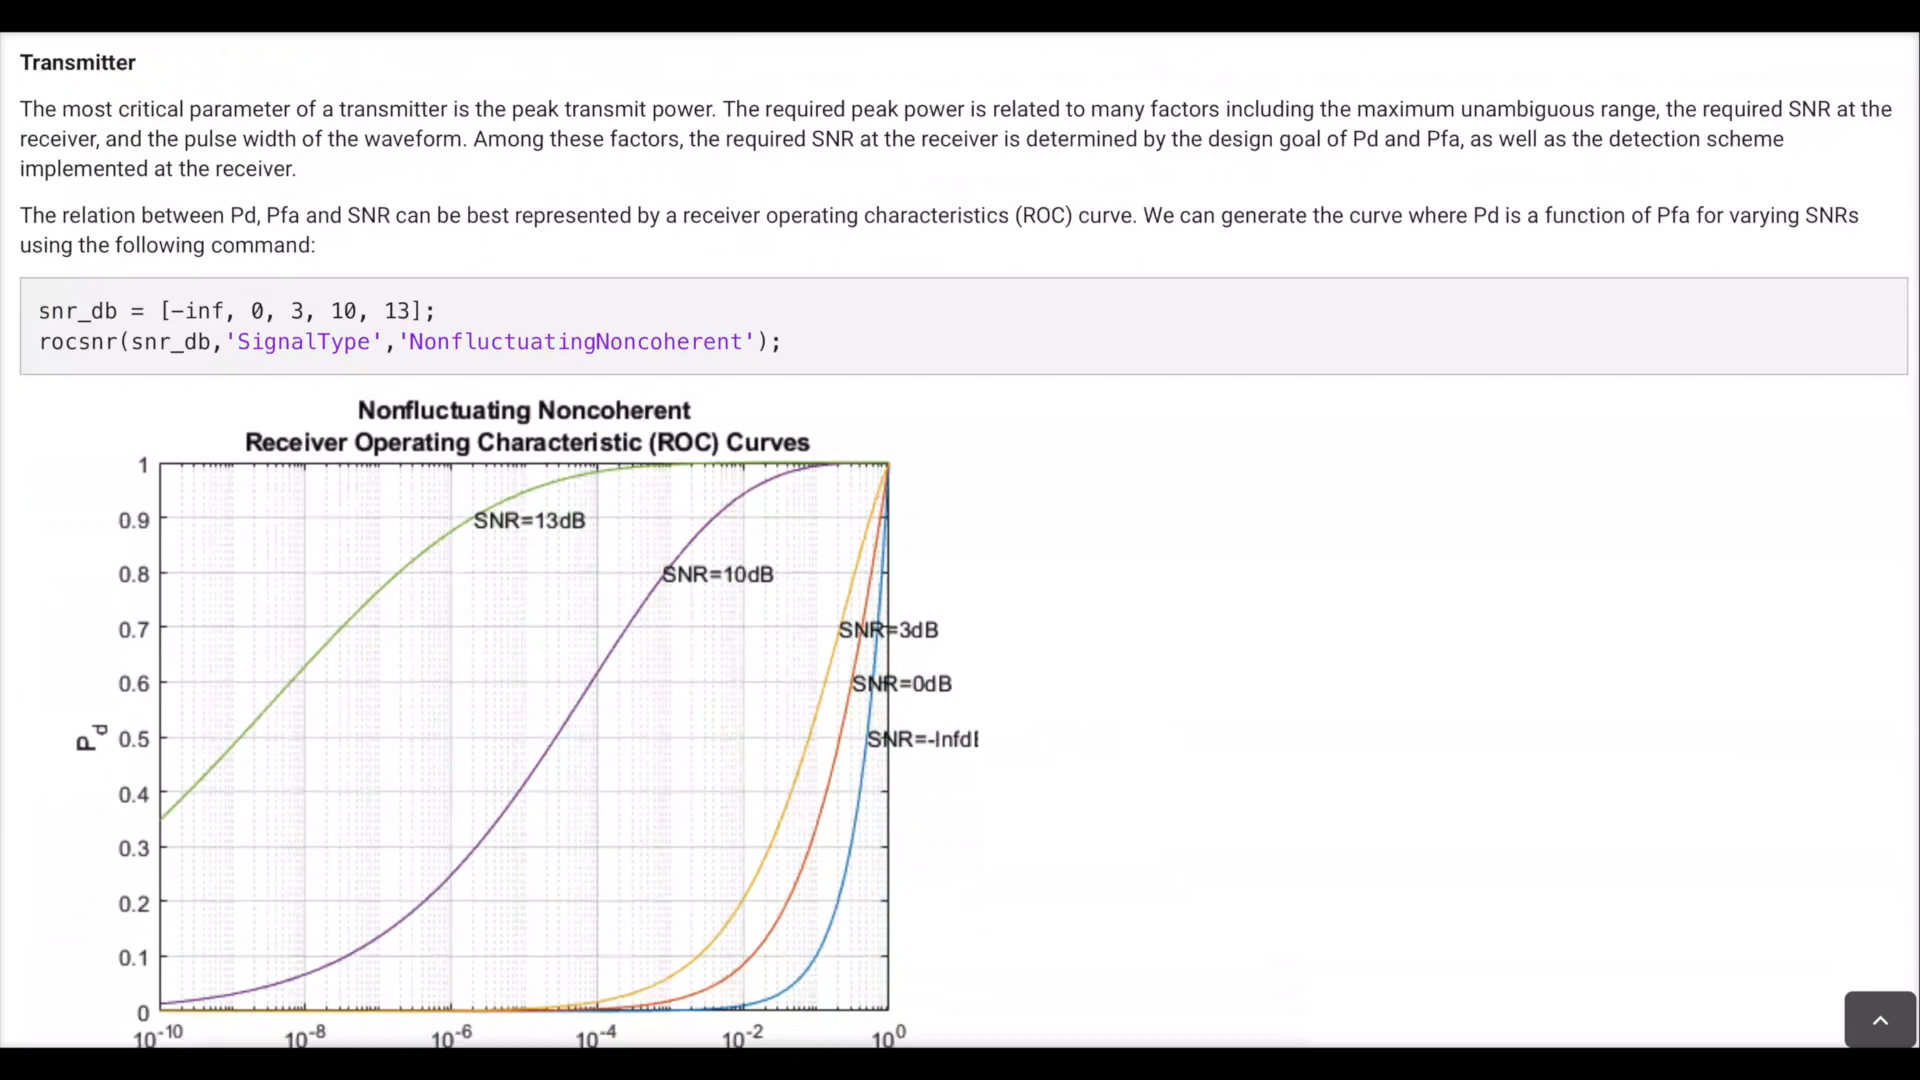 Transmitter
The most critical parameter of a transmitter is the peak transmit power. The required peak power is related to many factors including the maximum unambiguous range, the required SNR at the
receiver, and the pulse width of the waveform. Among these factors, the required SNR at the receiver is determined by the design goal of Pd and Pfa, as well as the detection scheme
implemented at the receiver.
The relation between Pd, Pfa and SNR can be best represented by a receiver operating characteristics (ROC) curve. We can generate the curve where Pd is a function of Pfa for varying SNRs
using the following command:
snr_db = [-inf, 0, 3, 10, 13];
rocsnr(snr_db,'SignalType','NonfluctuatingNoncoherent');
Nonfluctuating Noncoherent
Receiver Operating Characteristic (ROC) Curves
1
0.9
SNR=13dB
0.8
SNR=10dB
0.7
SNR=3dB
0.6
SNR=0dB
Pd
0.5
SNR=-Infd
0.4
0.3
0.2
0.1
0
10-10 10-8 10-6 10-4 10-2 100